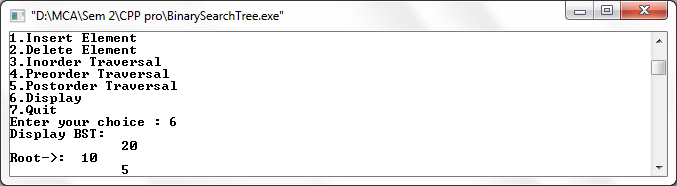 "D:\MCA\Sem 2\CPP pro\BinarySearchTree.exe"
1.Insert Element
2.Delete Element
3.Inorder Traversal
4.Preorder Traversal
5.Postorder Traversal
6.Display
7.Quit
Enter your choice : 6
Display BST:
20
Root->:  10
5